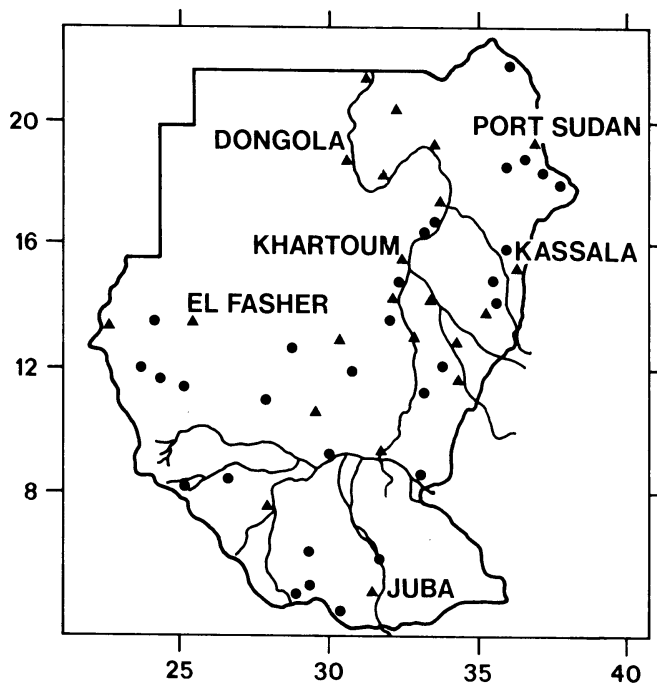 20
PORT SUDAN
DONGOLA
16
KHARTOUM
KASSALA
EL FASHER
12
8
JUBA
25 30 35 40